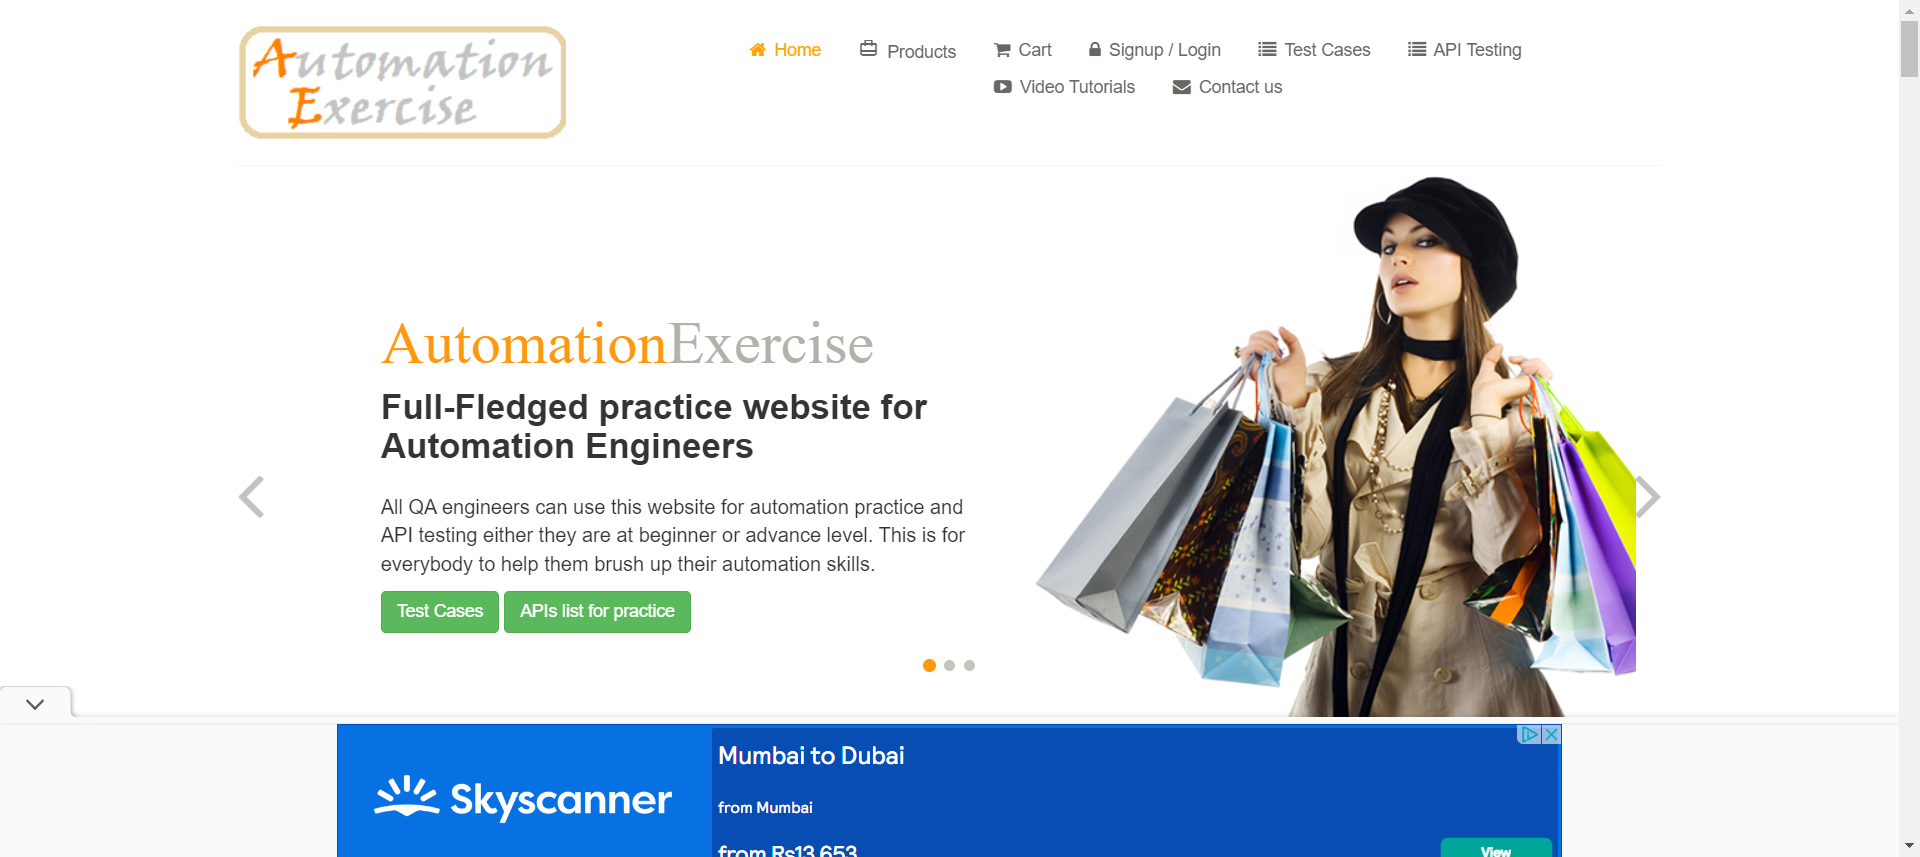 Automation
Exercise
Home
Products
Cart
Signup / Login
Test Cases
API Testing
Video Tutorials
Contact us
AutomationExercise
Full-Fledged practice website for
Automation Engineers
All QA engineers can use this website for automation practice and
API testing either they are at beginner or advance level. This is for
everybody to help them brush up their automation skills.
Test Cases
APIs list for practice
Skyscanner
Mumbai to Dubai
from Mumbai
from Rs13,653
View